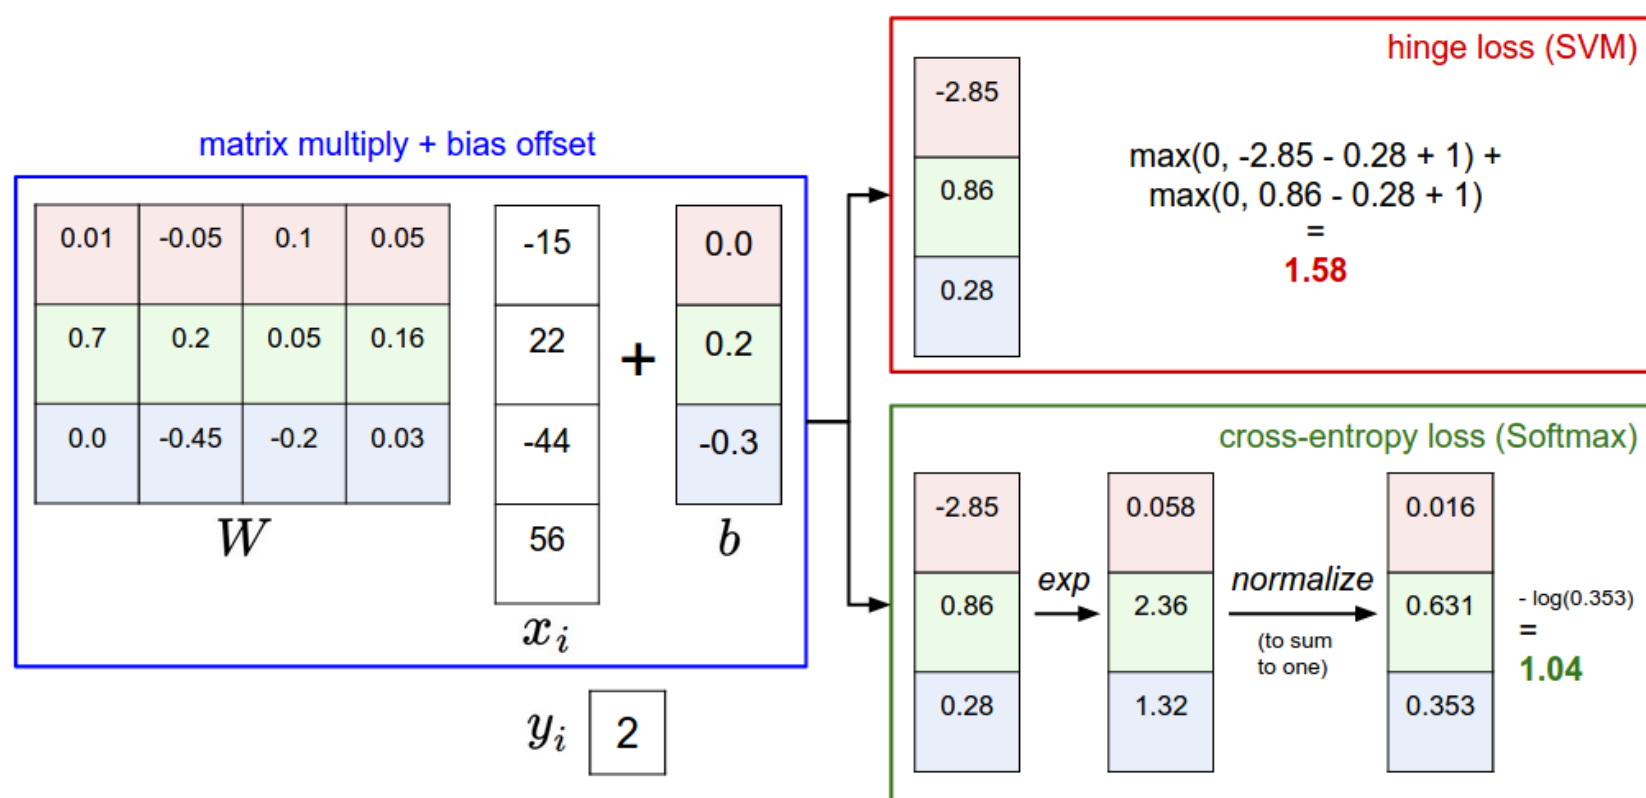 matrix multiply + bias offset
0.01 -0.05 0.1 0.05
0.7 0.2 0.05 0.16
0.0 -0.45 -0.2 0.03
W
-15
22
-44
56
x_i
+
0.0
0.2
-0.3
b
y_i 2
hinge loss (SVM)
-2.85
0.86
0.28
max(0, -2.85 - 0.28 + 1) +
max(0, 0.86 - 0.28 + 1)
=
1.58
cross-entropy loss (Softmax)
-2.85
0.86
0.28
exp
0.058
2.36
1.32
normalize
(to sum
to one)
0.016
0.631
0.353
- log(0.353)
=
1.04